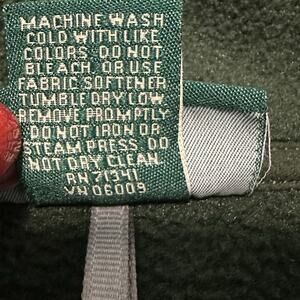 MACHINE WASH
COLD WITH LIKE
COLORS. DO NOT
BLEACH. OR USE
FABRIC SOFTENER
TUMBLE DRY LOW
REMOVE PROMPTLY
DO NOT IRON OR
STEAM PRESS. DO
NOT DRY CLEAN.
RN 71341
VN 06009